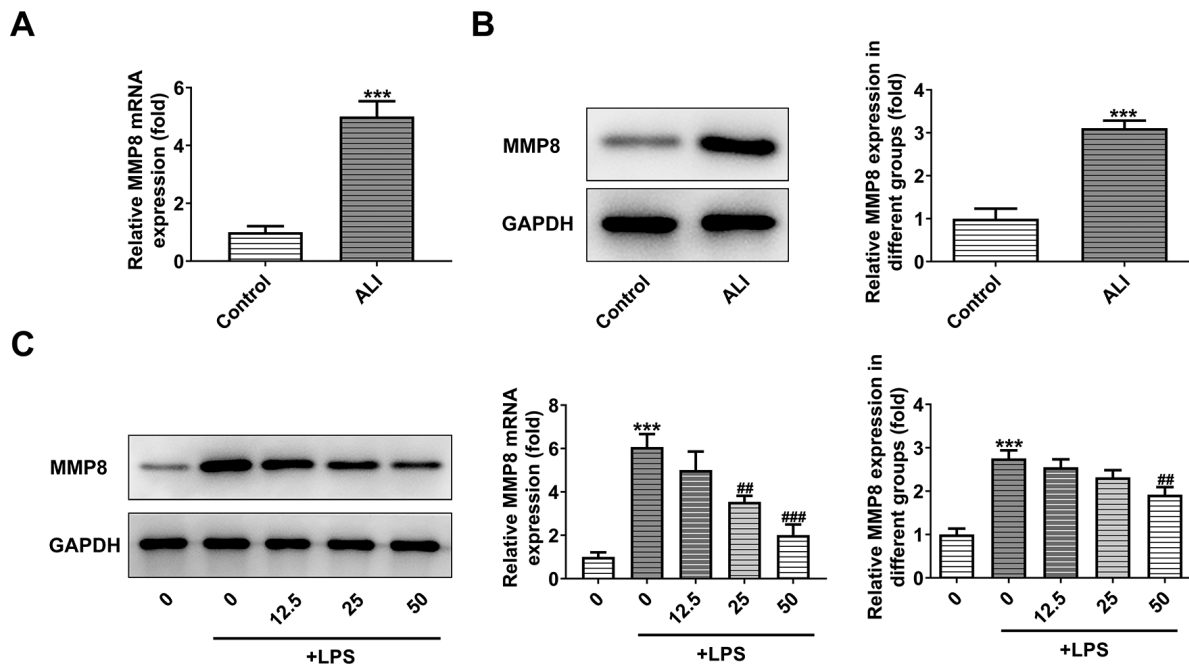 A
Relative MMP8 mRNA
expression (fold)
6
4
2
0
***
Control
ALI
B
MMP8
GAPDH
Control
ALI
Relative MMP8 expression in
different groups (fold)
4
3
2
1
0
***
Control
ALI
C
MMP8
GAPDH
0
0
12.5
25
50
+LPS
Relative MMP8 mRNA
expression (fold)
8
6
4
2
0
***
##
###
0
0
12.5
25
50
+LPS
Relative MMP8 expression in
different groups (fold)
4
3
2
1
0
***
##
0
0
12.5
25
50
+LPS